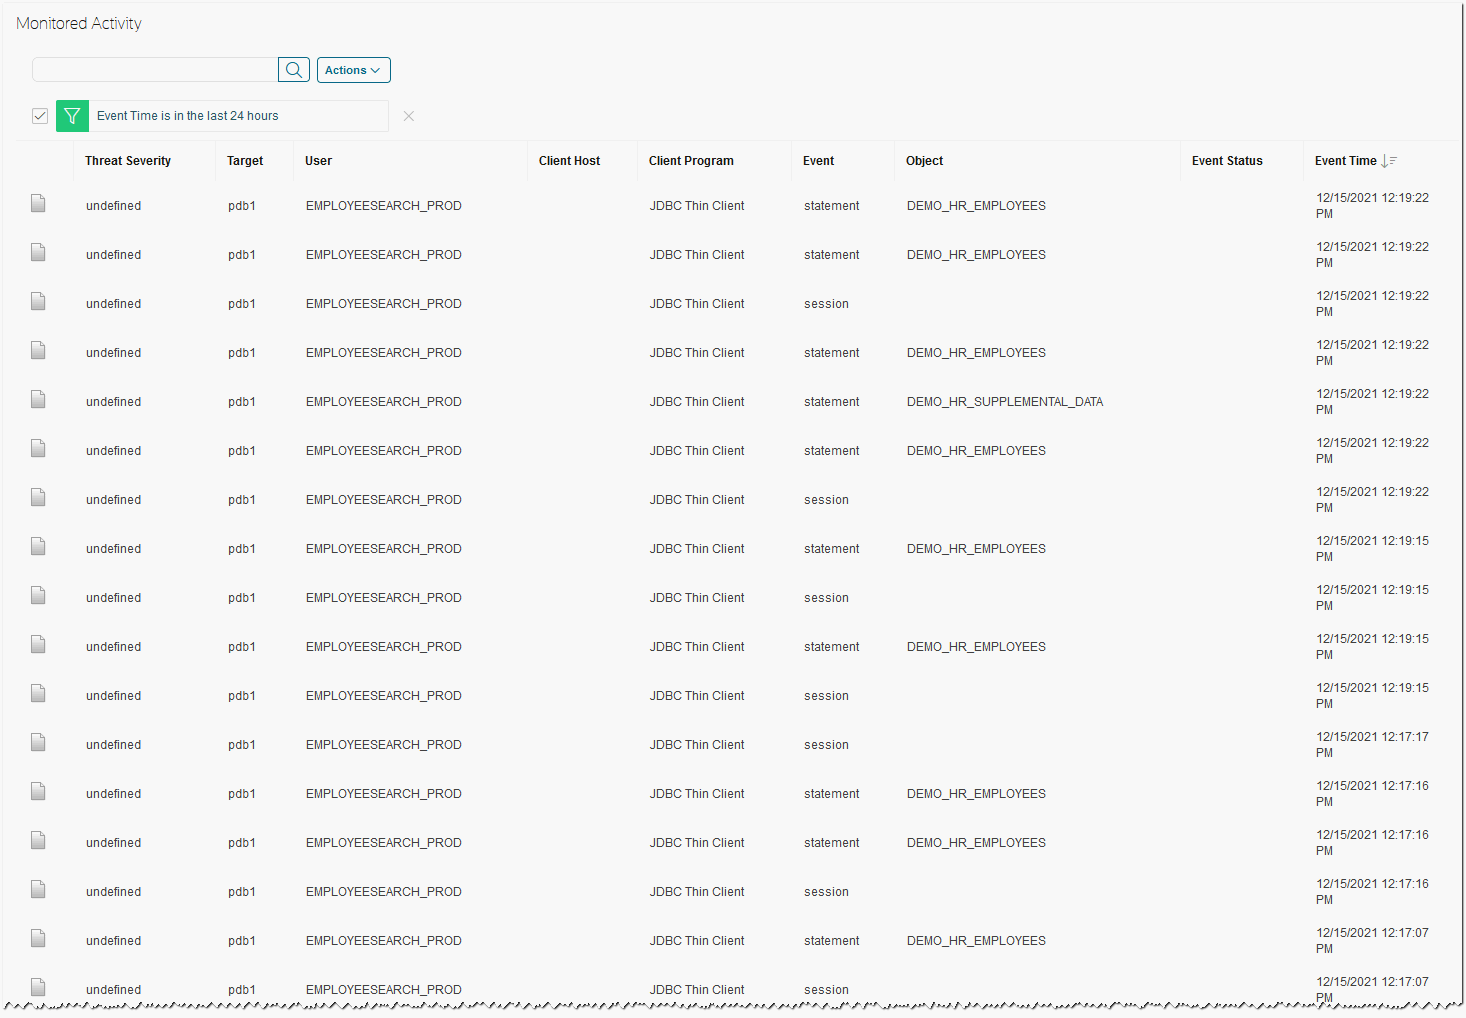 Monitored Activity
Actions
Event Time is in the last 24 hours
Threat Severity Target User Client Host Client Program Event Object Event Status Event Time
undefined pdb1 EMPLOYEESEARCH_PROD JDBC Thin Client statement DEMO_HR_EMPLOYEES 12/15/2021 12:19:22
PM
undefined pdb1 EMPLOYEESEARCH_PROD JDBC Thin Client statement DEMO_HR_EMPLOYEES 12/15/2021 12:19:22
PM
undefined pdb1 EMPLOYEESEARCH_PROD JDBC Thin Client session 12/15/2021 12:19:22
PM
undefined pdb1 EMPLOYEESEARCH_PROD JDBC Thin Client statement DEMO_HR_EMPLOYEES 12/15/2021 12:19:22
PM
undefined pdb1 EMPLOYEESEARCH_PROD JDBC Thin Client statement DEMO_HR_SUPPLEMENTAL_DATA 12/15/2021 12:19:22
PM
undefined pdb1 EMPLOYEESEARCH_PROD JDBC Thin Client statement DEMO_HR_EMPLOYEES 12/15/2021 12:19:22
PM
undefined pdb1 EMPLOYEESEARCH_PROD JDBC Thin Client session 12/15/2021 12:19:22
PM
undefined pdb1 EMPLOYEESEARCH_PROD JDBC Thin Client statement DEMO_HR_EMPLOYEES 12/15/2021 12:19:15
PM
undefined pdb1 EMPLOYEESEARCH_PROD JDBC Thin Client session 12/15/2021 12:19:15
PM
undefined pdb1 EMPLOYEESEARCH_PROD JDBC Thin Client statement DEMO_HR_EMPLOYEES 12/15/2021 12:19:15
PM
undefined pdb1 EMPLOYEESEARCH_PROD JDBC Thin Client session 12/15/2021 12:19:15
PM
undefined pdb1 EMPLOYEESEARCH_PROD JDBC Thin Client session 12/15/2021 12:17:17
PM
undefined pdb1 EMPLOYEESEARCH_PROD JDBC Thin Client statement DEMO_HR_EMPLOYEES 12/15/2021 12:17:16
PM
undefined pdb1 EMPLOYEESEARCH_PROD JDBC Thin Client statement DEMO_HR_EMPLOYEES 12/15/2021 12:17:16
PM
undefined pdb1 EMPLOYEESEARCH_PROD JDBC Thin Client session 12/15/2021 12:17:16
PM
undefined pdb1 EMPLOYEESEARCH_PROD JDBC Thin Client statement DEMO_HR_EMPLOYEES 12/15/2021 12:17:07
PM
undefined pdb1 EMPLOYEESEARCH_PROD JDBC Thin Client session 12/15/2021 12:17:07
PM